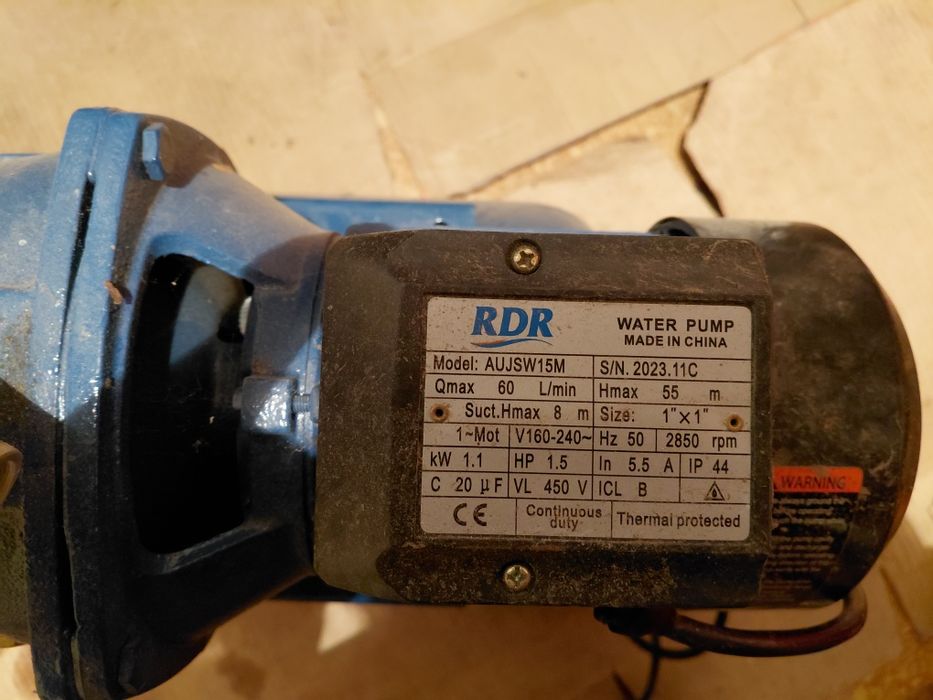 RDR WATER PUMP
MADE IN CHINA
Model: AUJSW15M S/N. 2023.11C
Qmax 60 L/min Hmax 55 m
Suct.Hmax 8 m Size: 1"×1"
1~Mot V160-240~ Hz 50 2850 rpm
kW 1.1 HP 1.5 In 5.5 A IP 44
C 20 µF VL 450 V ICL B
CE Continuous duty Thermal protected
WARNING